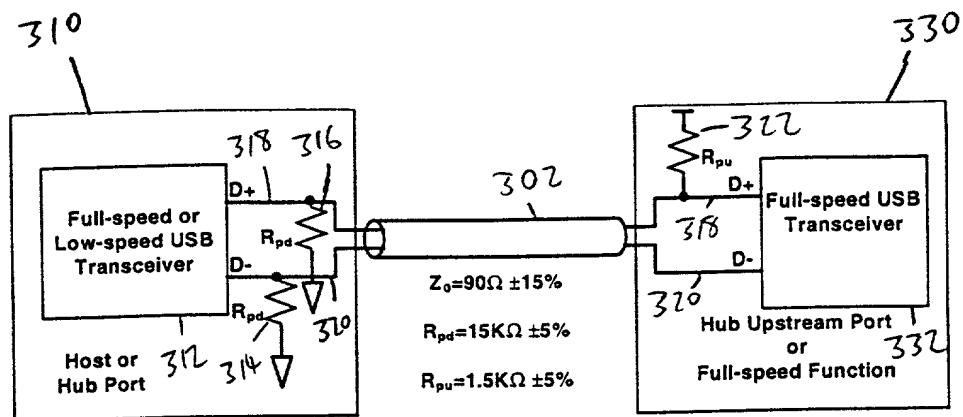 310
330
318
316
322
R_pu
302
D+
D+
Full-speed or
Low-speed USB
Transceiver
R_pd
318
Full-speed USB
Transceiver
D-
D-
Z_0=90Ω ±15%
320
R_pd
320
312
314
R_pd=15KΩ ±5%
Hub Upstream Port
or
Full-speed Function
332
Host or
Hub Port
R_pu=1.5KΩ ±5%